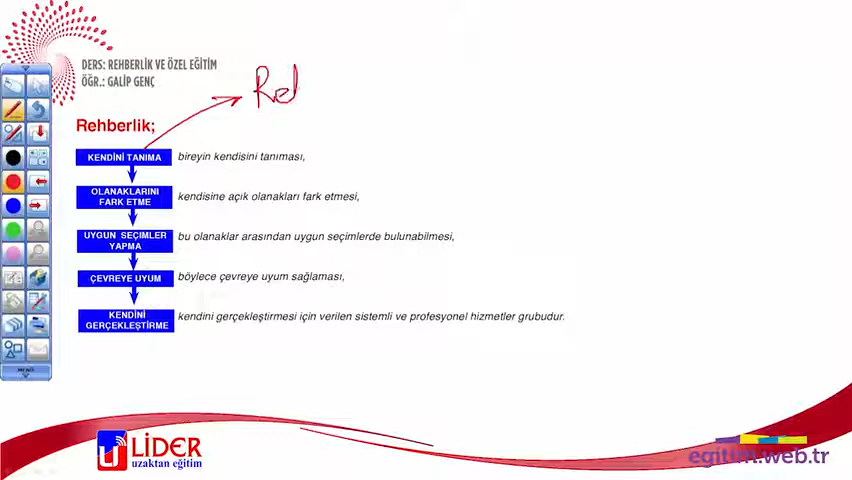 DERS: REHBERLİK VE ÖZEL EĞİTİM
ÖĞR.: GALİP GENÇ
Reh
Rehberlik;
KENDİNİ TANIMA bireyin kendisini tanıması,
OLANAKLARINI
FARK ETME kendisine açık olanakları fark etmesi,
UYGUN SEÇİMLER
YAPMA bu olanaklar arasından uygun seçimlerde bulunabilmesi,
ÇEVREYE UYUM böylece çevreye uyum sağlaması,
KENDİNİ
GERÇEKLEŞTİRME kendini gerçekleştirmesi için verilen sistemli ve profesyonel hizmetler grubudur.
MENÜ
LİDER
uzaktan eğitim
egitim.web.tr